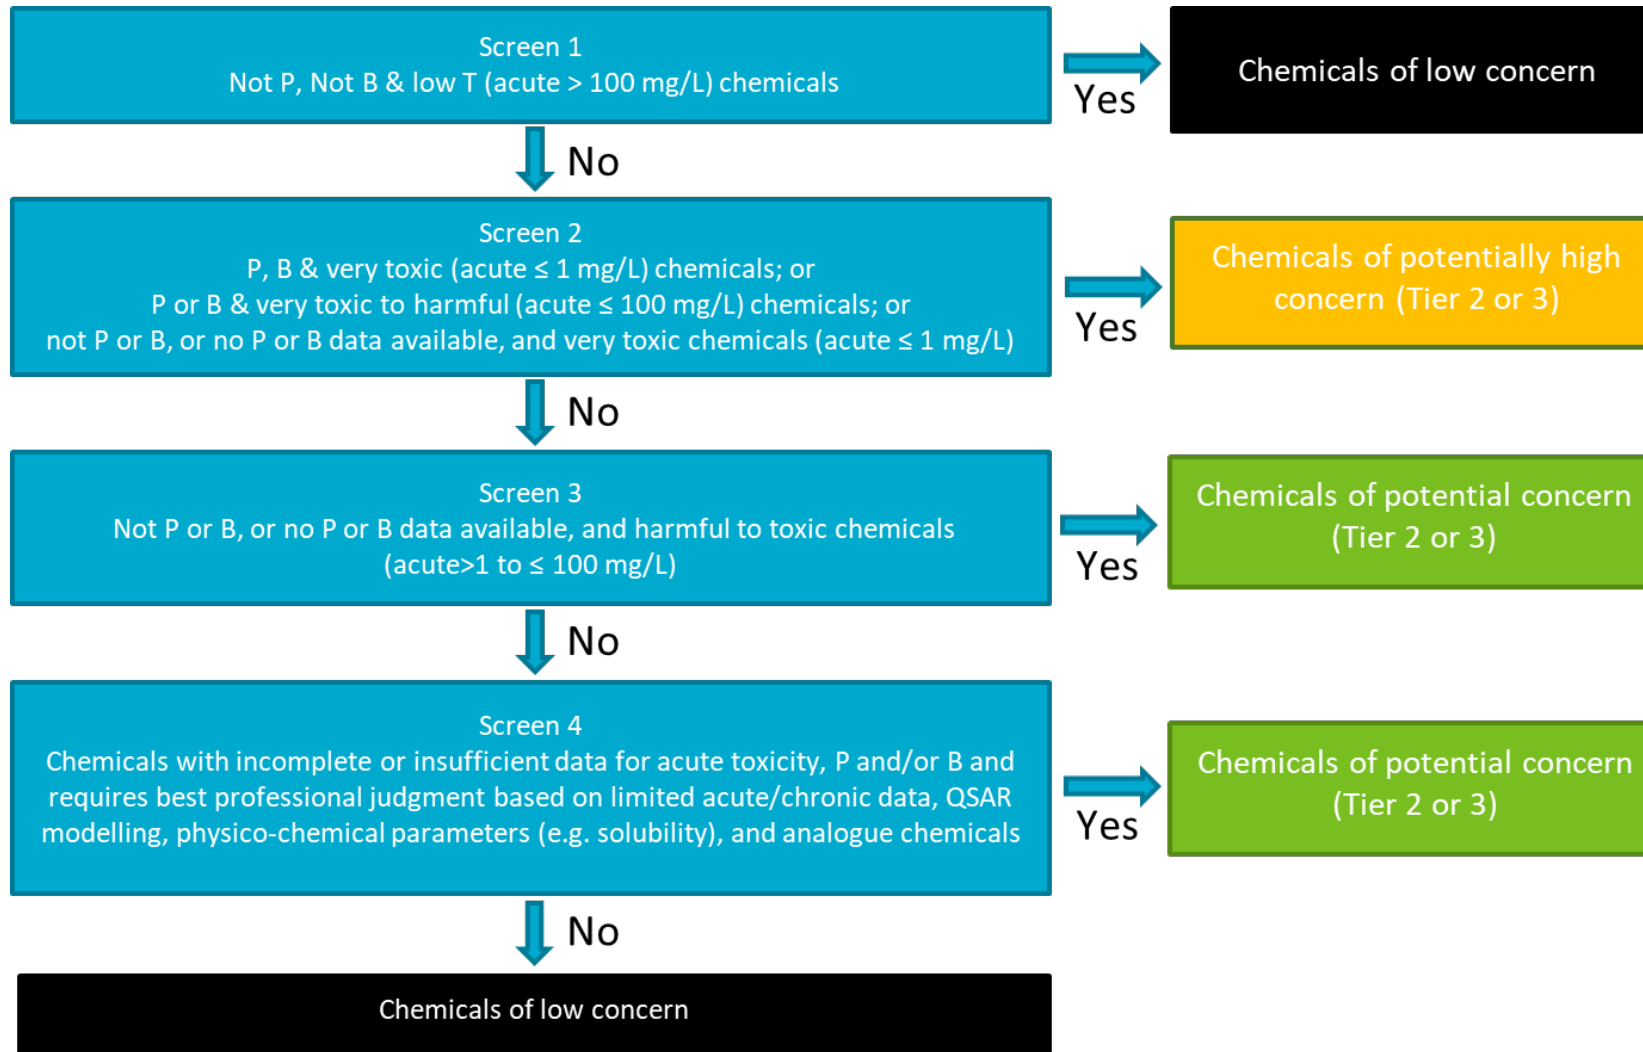 Screen 1
Not P, Not B & low T (acute > 100 mg/L) chemicals
Yes
Chemicals of low concern
No
Screen 2
P, B & very toxic (acute ≤ 1 mg/L) chemicals; or
P or B & very toxic to harmful (acute ≤ 100 mg/L) chemicals; or
not P or B, or no P or B data available, and very toxic chemicals (acute ≤ 1 mg/L)
Yes
Chemicals of potentially high
concern (Tier 2 or 3)
No
Screen 3
Not P or B, or no P or B data available, and harmful to toxic chemicals
(acute>1 to ≤ 100 mg/L)
Yes
Chemicals of potential concern
(Tier 2 or 3)
No
Screen 4
Chemicals with incomplete or insufficient data for acute toxicity, P and/or B and
requires best professional judgment based on limited acute/chronic data, QSAR
modelling, physico-chemical parameters (e.g. solubility), and analogue chemicals
Yes
Chemicals of potential concern
(Tier 2 or 3)
No
Chemicals of low concern